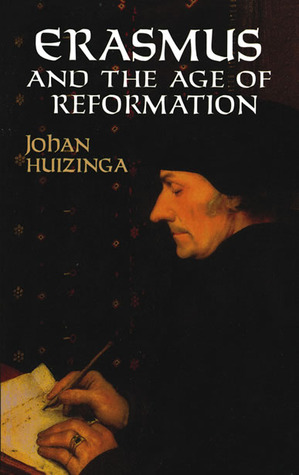 ERASMUS
AND THE AGE OF
REFORMATION
JOHAN
HUIZINGA